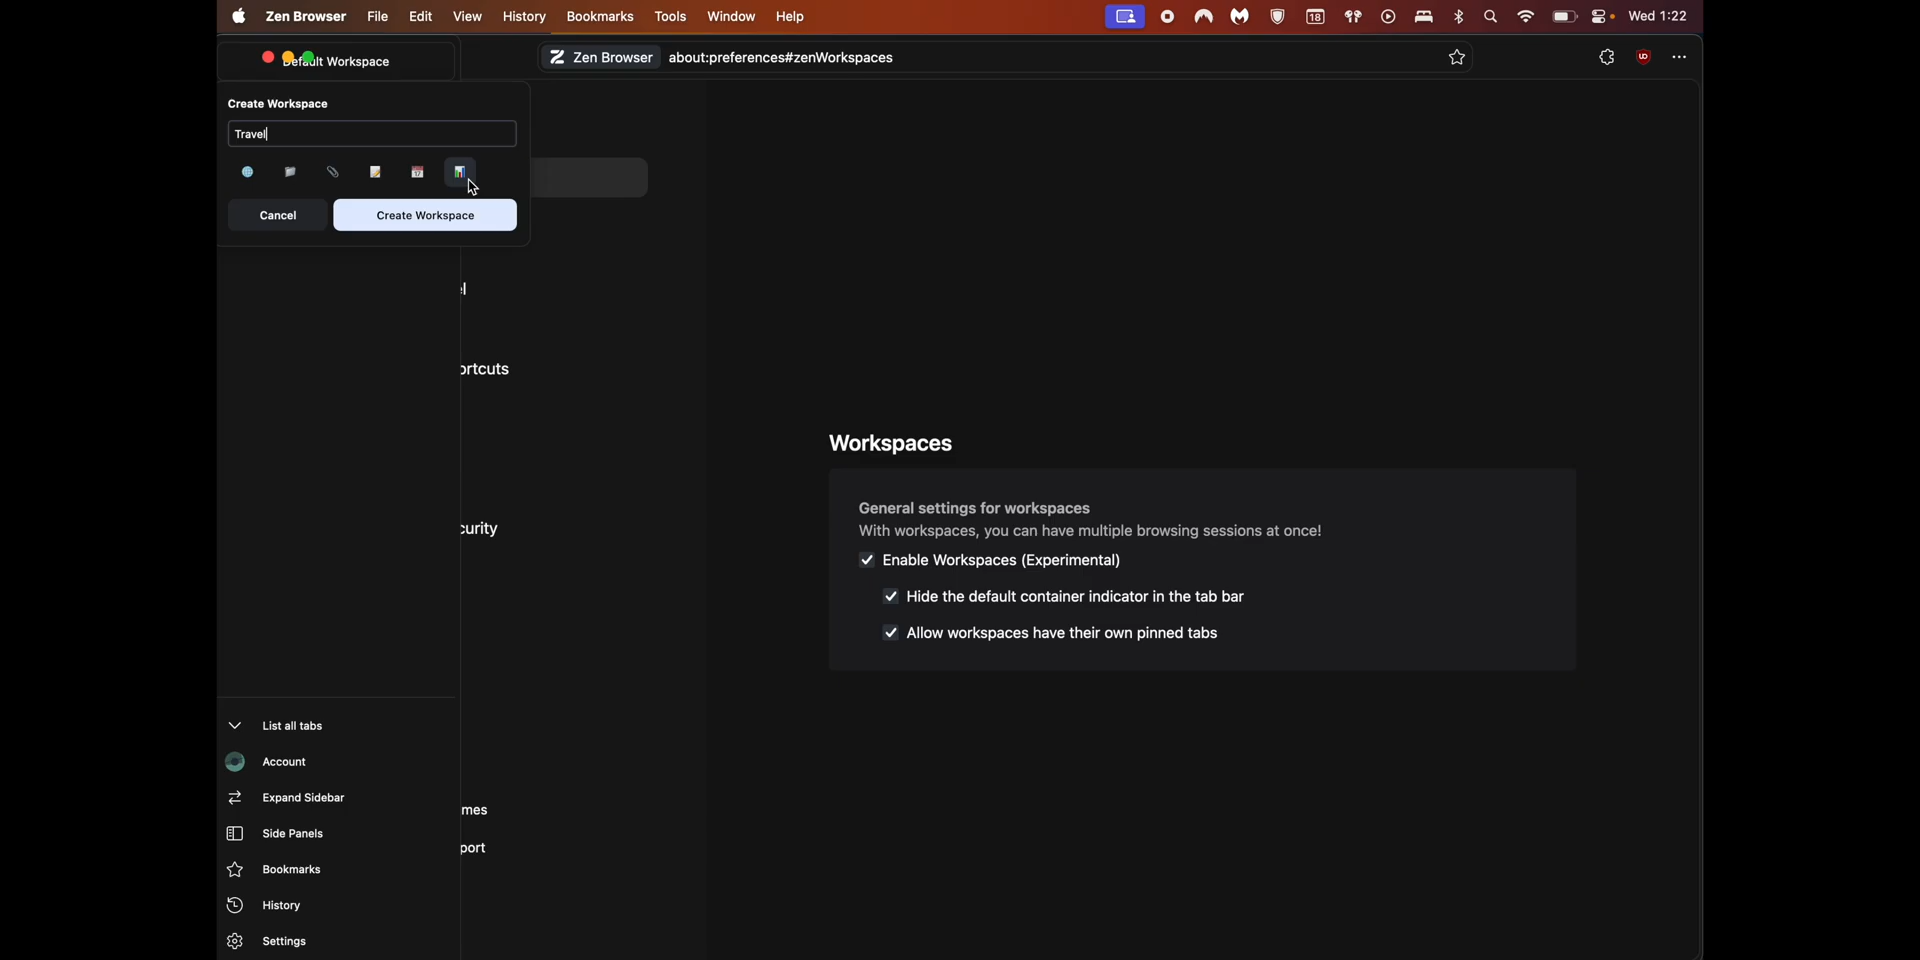 Zen Browser File Edit View History Bookmarks Tools Window Help 18 Wed 1:22
Default Workspace
Zen Browser about:preferences#zenWorkspaces
Create Workspace
Travel
Cancel Create Workspace
el
ortcuts
Workspaces
General settings for workspaces
With workspaces, you can have multiple browsing sessions at once!
curity
Enable Workspaces (Experimental)
Hide the default container indicator in the tab bar
Allow workspaces have their own pinned tabs
List all tabs
Account
Expand Sidebar
mes
Side Panels
port
Bookmarks
History
Settings